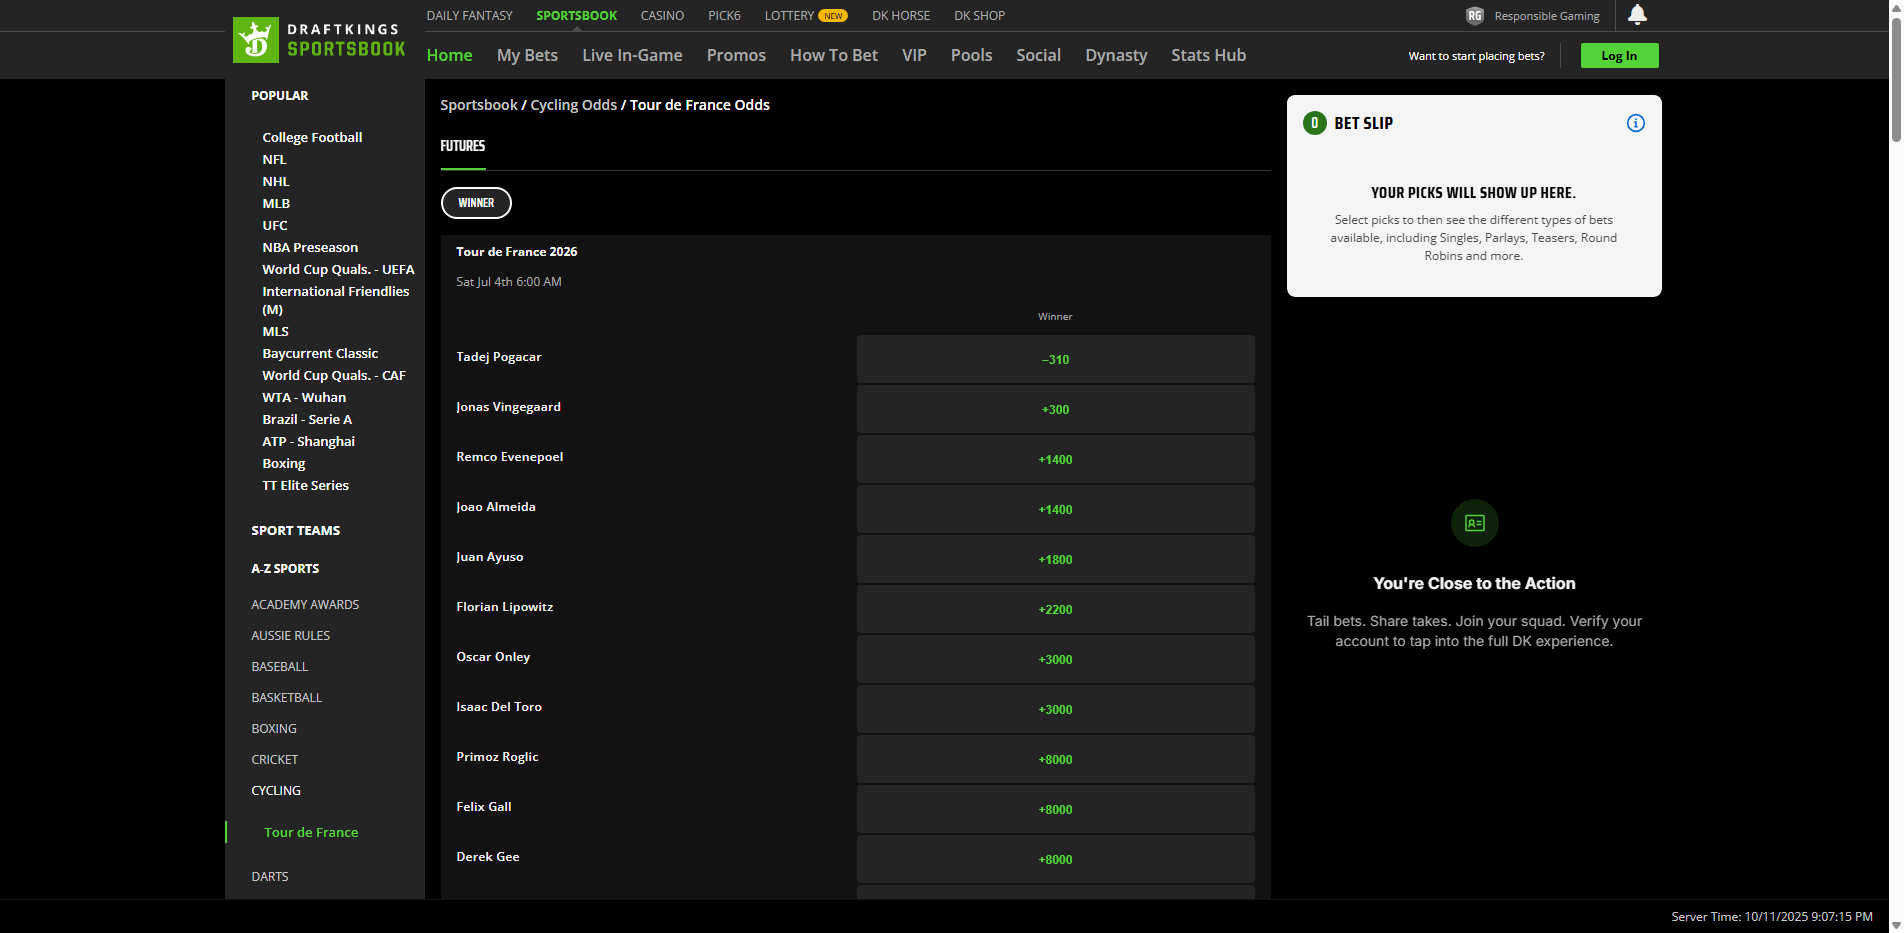 DRAFTKINGS
SPORTSBOOK
DAILY FANTASY SPORTSBOOK CASINO PICK6 LOTTERY NEW DK HORSE DK SHOP
RG Responsible Gaming
Home My Bets Live In-Game Promos How To Bet VIP Pools Social Dynasty Stats Hub
Want to start placing bets? Log In
POPULAR
College Football
NFL
NHL
MLB
UFC
NBA Preseason
World Cup Quals. - UEFA
International Friendlies
(M)
MLS
Baycurrent Classic
World Cup Quals. - CAF
WTA - Wuhan
Brazil - Serie A
ATP - Shanghai
Boxing
TT Elite Series
SPORT TEAMS
A-Z SPORTS
ACADEMY AWARDS
AUSSIE RULES
BASEBALL
BASKETBALL
BOXING
CRICKET
CYCLING
Tour de France
DARTS
Sportsbook / Cycling Odds / Tour de France Odds
FUTURES
WINNER
Tour de France 2026
Sat Jul 4th 6:00 AM
Winner
Tadej Pogacar −310
Jonas Vingegaard +300
Remco Evenepoel +1400
Joao Almeida +1400
Juan Ayuso +1800
Florian Lipowitz +2200
Oscar Onley +3000
Isaac Del Toro +3000
Primoz Roglic +8000
Felix Gall +8000
Derek Gee +8000
0 BET SLIP
YOUR PICKS WILL SHOW UP HERE.
Select picks to then see the different types of bets
available, including Singles, Parlays, Teasers, Round
Robins and more.
You're Close to the Action
Tail bets. Share takes. Join your squad. Verify your
account to tap into the full DK experience.
Server Time: 10/11/2025 9:07:15 PM